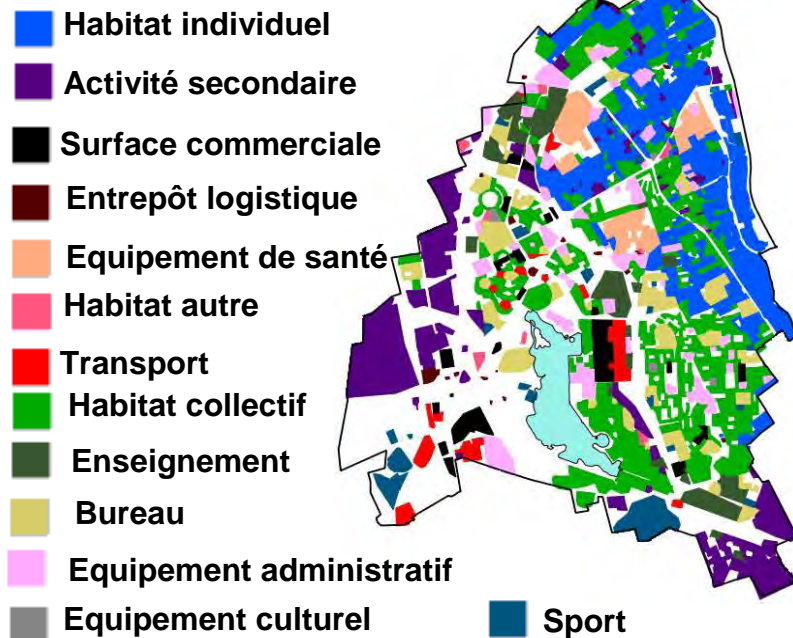 Habitat individuel
Activité secondaire
Surface commerciale
Entrepôt logistique
Equipement de santé
Habitat autre
Transport
Habitat collectif
Enseignement
Bureau
Equipement administratif
Equipement culturel
Sport